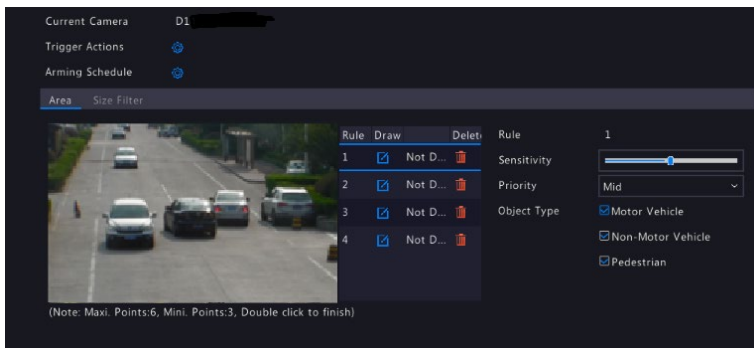 Current Camera D1
Trigger Actions
Arming Schedule
Area Size Filter
Rule Draw Delet
1 Not D...
2 Not D...
3 Not D...
4 Not D...
Rule 1
Sensitivity
Priority Mid
Object Type Motor Vehicle
Non-Motor Vehicle
Pedestrian
(Note: Maxi. Points:6, Mini. Points:3, Double click to finish)